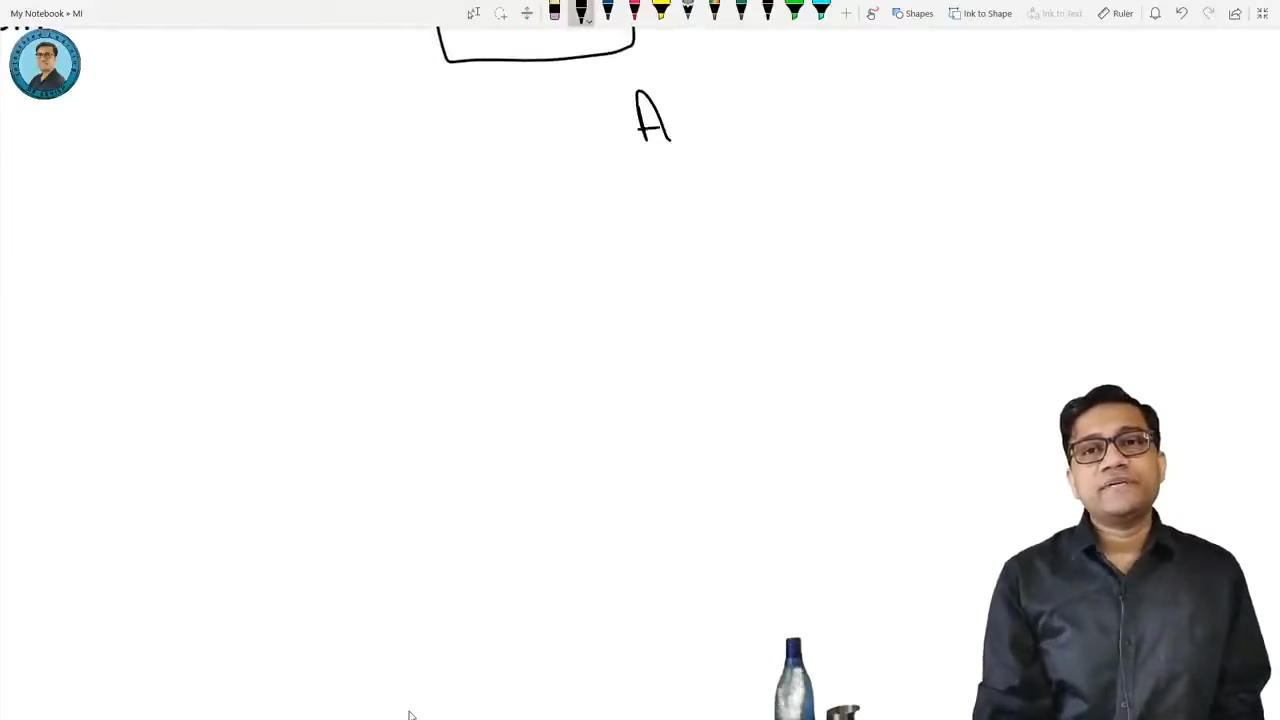 My Notebook » MI
Shapes
Ink to Shape
Ink to Text
Ruler
A